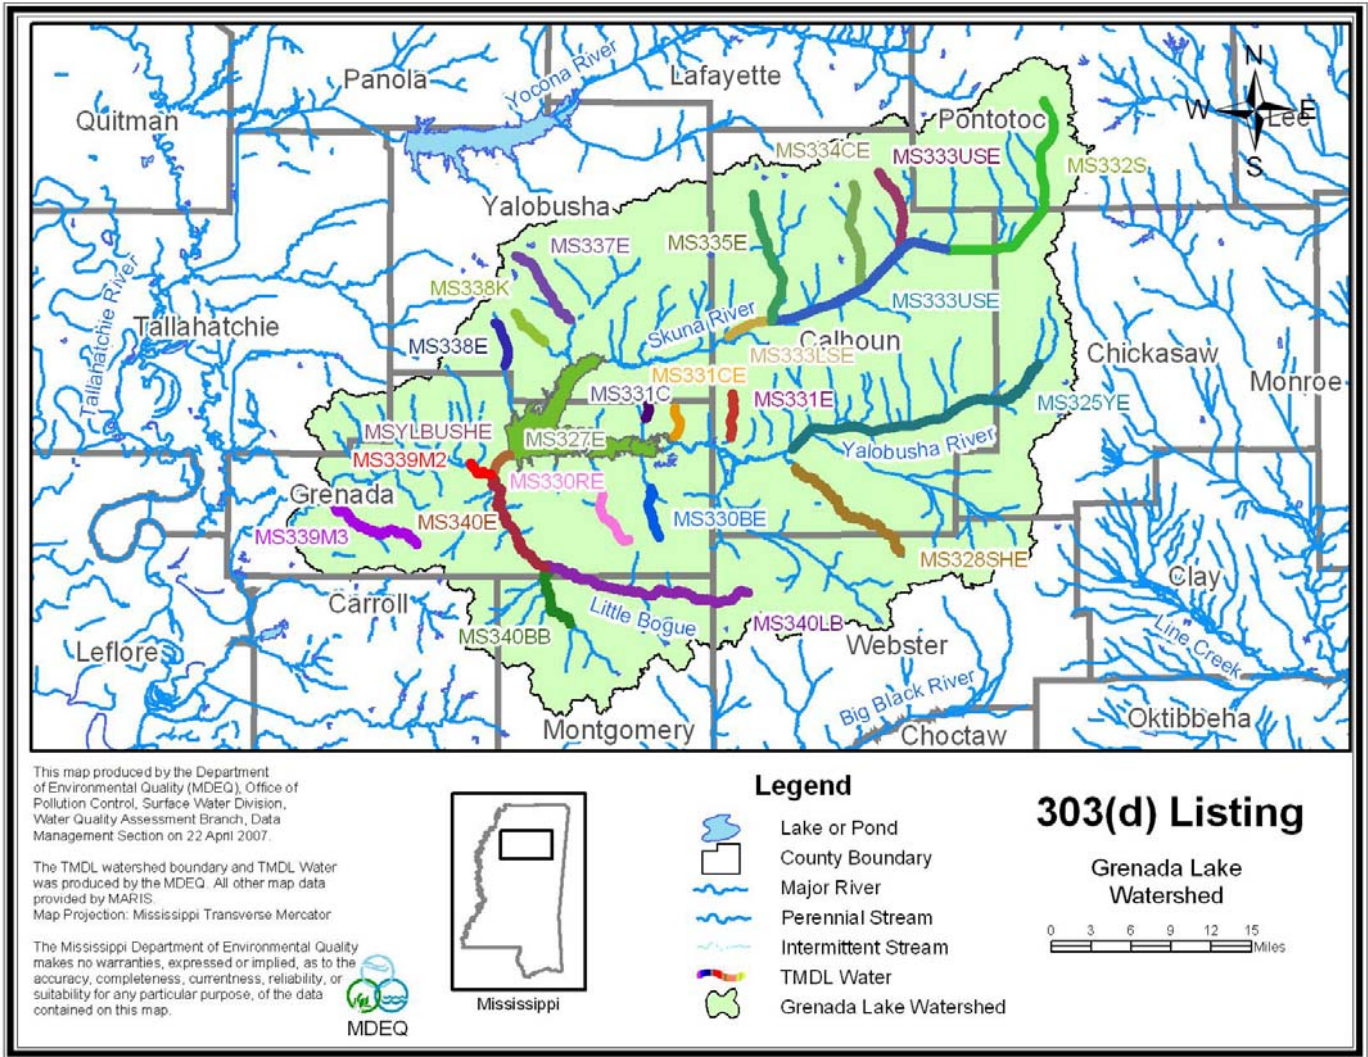 Panola
Lafayette
Yocona River
Quitman
Pontotoc
N
W
E
S
Lee
MS334CE
MS333USE
MS332S
Yalobusha
MS337E
MS335E
MS338K
MS333USE
Tallahatchie River
Tallahatchie
Skuna River
Calhoun
MS338E
MS333LSE
Chickasaw
MS331CE
Monroe
MS331C
MS331E
MS325YE
MSYLBUSHE
MS327E
Yalobusha River
MS339M2
MS330RE
Grenada
MS340E
MS330BE
MS339M3
MS328SHE
Clay
Carroll
Little Bogue
MS340LB
MS340BB
Webster
Line Creek
Leflore
Big Black River
Montgomery
Choctaw
Oktibbeha
This map produced by the Department
of Environmental Quality (MDEQ), Office of
Pollution Control, Surface Water Division,
Water Quality Assessment Branch, Data
Management Section on 22 April 2007.
The TMDL watershed boundary and TMDL Water
was produced by the MDEQ. All other map data
provided by MARIS.
Map Projection: Mississippi Transverse Mercator
The Mississippi Department of Environmental Quality
makes no warranties, expressed or implied, as to the
accuracy, completeness, currentness, reliability, or
suitability for any particular purpose, of the data
contained on this map.
MDEQ
Mississippi
Legend
Lake or Pond
County Boundary
Major River
Perennial Stream
Intermittent Stream
TMDL Water
Grenada Lake Watershed
303(d) Listing
Grenada Lake
Watershed
0 3 6 9 12 15
Miles